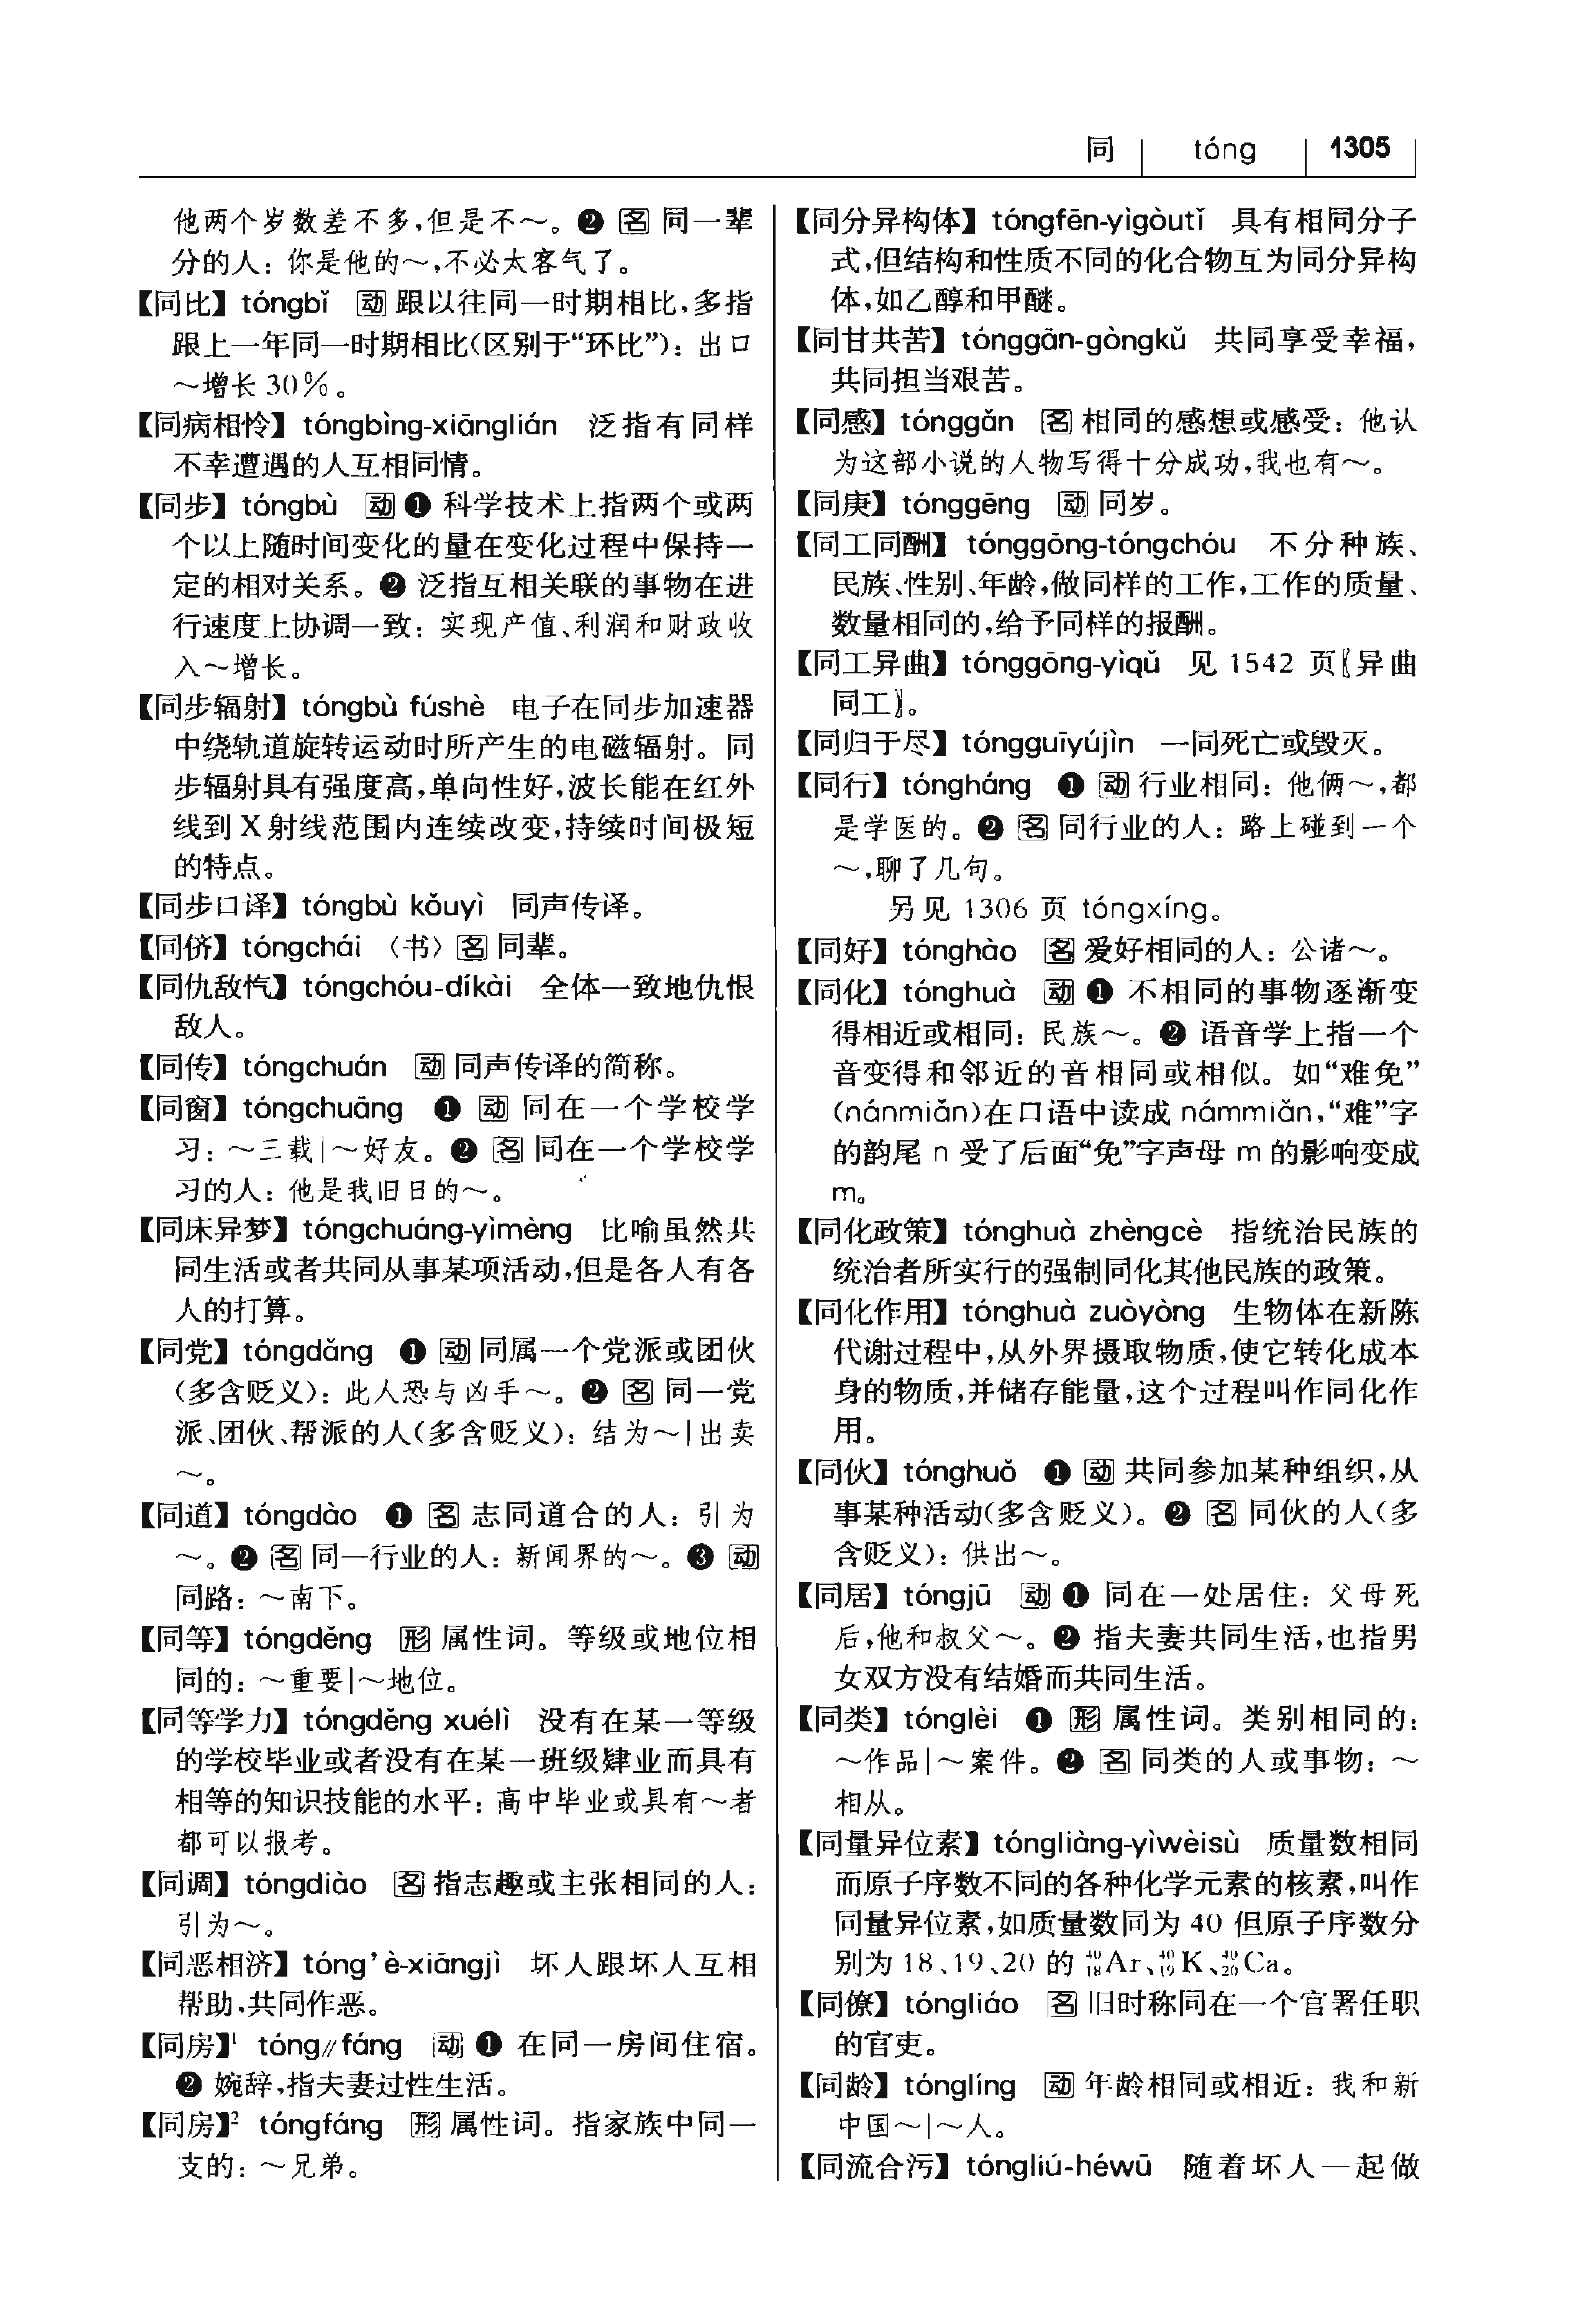 同 tóng 1305
他两个岁数差不多,但是不～。❷ 名 同一辈
分的人：你是他的～,不必太客气了。
【同比】tóngbǐ 动 跟以往同一时期相比,多指
跟上一年同一时期相比(区别于“环比”)：出口
～增长 30%。
【同病相怜】tóngbìng-xiānglián 泛指有同样
不幸遭遇的人互相同情。
【同步】tóngbù 动 ❶ 科学技术上指两个或两
个以上随时间变化的量在变化过程中保持一
定的相对关系。❷ 泛指互相关联的事物在进
行速度上协调一致：实现产值、利润和财政收
入～增长。
【同步辐射】tóngbù fúshè 电子在同步加速器
中绕轨道旋转运动时所产生的电磁辐射。同
步辐射具有强度高,单向性好,波长能在红外
线到 X 射线范围内连续改变,持续时间极短
的特点。
【同步口译】tóngbù kǒuyì 同声传译。
【同侪】tóngchái 〈书〉名 同辈。
【同仇敌忾】tóngchóu-díkài 全体一致地仇恨
敌人。
【同传】tóngchuán 动 同声传译的简称。
【同窗】tóngchuāng ❶ 动 同在一个学校学
习：～三载|～好友。❷ 名 同在一个学校学
习的人：他是我旧日的～。
【同床异梦】tóngchuáng-yìmèng 比喻虽然共
同生活或者共同从事某项活动,但是各人有各
人的打算。
【同党】tóngdǎng ❶ 动 同属一个党派或团伙
(多含贬义)：此人恐与凶手～。❷ 名 同一党
派、团伙、帮派的人(多含贬义)：结为～|出卖
～。
【同道】tóngdào ❶ 名 志同道合的人：引为
～。❷ 名 同一行业的人：新闻界的～。❸ 动
同路：～南下。
【同等】tóngděng 形 属性词。等级或地位相
同的：～重要|～地位。
【同等学力】tóngděng xuélì 没有在某一等级
的学校毕业或者没有在某一班级肄业而具有
相等的知识技能的水平：高中毕业或具有～者
都可以报考。
【同调】tóngdiào 名 指志趣或主张相同的人：
引为～。
【同恶相济】tóng’è-xiāngjì 坏人跟坏人互相
帮助,共同作恶。
【同房】¹ tóng∥fáng 动 ❶ 在同一房间住宿。
❷ 婉辞,指夫妻过性生活。
【同房】² tóngfáng 形 属性词。指家族中同一
支的：～兄弟。
【同分异构体】tóngfēn-yìgòutǐ 具有相同分子
式,但结构和性质不同的化合物互为同分异构
体,如乙醇和甲醚。
【同甘共苦】tónggān-gòngkǔ 共同享受幸福,
共同担当艰苦。
【同感】tónggǎn 名 相同的感想或感受：他认
为这部小说的人物写得十分成功,我也有～。
【同庚】tónggēng 动 同岁。
【同工同酬】tónggōng-tóngchóu 不分种族、
民族、性别、年龄,做同样的工作,工作的质量、
数量相同的,给予同样的报酬。
【同工异曲】tónggōng-yìqǔ 见 1542 页〖异曲
同工〗。
【同归于尽】tóngguīyújìn 一同死亡或毁灭。
【同行】tóngháng ❶ 动 行业相同：他俩～,都
是学医的。❷ 名 同行业的人：路上碰到一个
～,聊了几句。
另见 1306 页 tóngxíng。
【同好】tónghào 名 爱好相同的人：公诸～。
【同化】tónghuà 动 ❶ 不相同的事物逐渐变
得相近或相同：民族～。❷ 语音学上指一个
音变得和邻近的音相同或相似。如“难免”
(nánmiǎn)在口语中读成 námmiǎn,“难”字
的韵尾 n 受了后面“免”字声母 m 的影响变成
m。
【同化政策】tónghuà zhèngcè 指统治民族的
统治者所实行的强制同化其他民族的政策。
【同化作用】tónghuà zuòyòng 生物体在新陈
代谢过程中,从外界摄取物质,使它转化成本
身的物质,并储存能量,这个过程叫作同化作
用。
【同伙】tónghuǒ ❶ 动 共同参加某种组织,从
事某种活动(多含贬义)。❷ 名 同伙的人(多
含贬义)：供出～。
【同居】tóngjū 动 ❶ 同在一处居住：父母死
后,他和叔父～。❷ 指夫妻共同生活,也指男
女双方没有结婚而共同生活。
【同类】tónglèi ❶ 形 属性词。类别相同的：
～作品|～案件。❷ 名 同类的人或事物：～
相从。
【同量异位素】tóngliàng-yìwèisù 质量数相同
而原子序数不同的各种化学元素的核素,叫作
同量异位素,如质量数同为 40 但原子序数分
别为 18、19、20 的 ⁴⁰₁₈Ar、⁴⁰₁₉K、⁴⁰₂₀Ca。
【同僚】tóngliáo 名 旧时称同在一个官署任职
的官吏。
【同龄】tónglíng 动 年龄相同或相近：我和新
中国～|～人。
【同流合污】tóngliú-héwū 随着坏人一起做